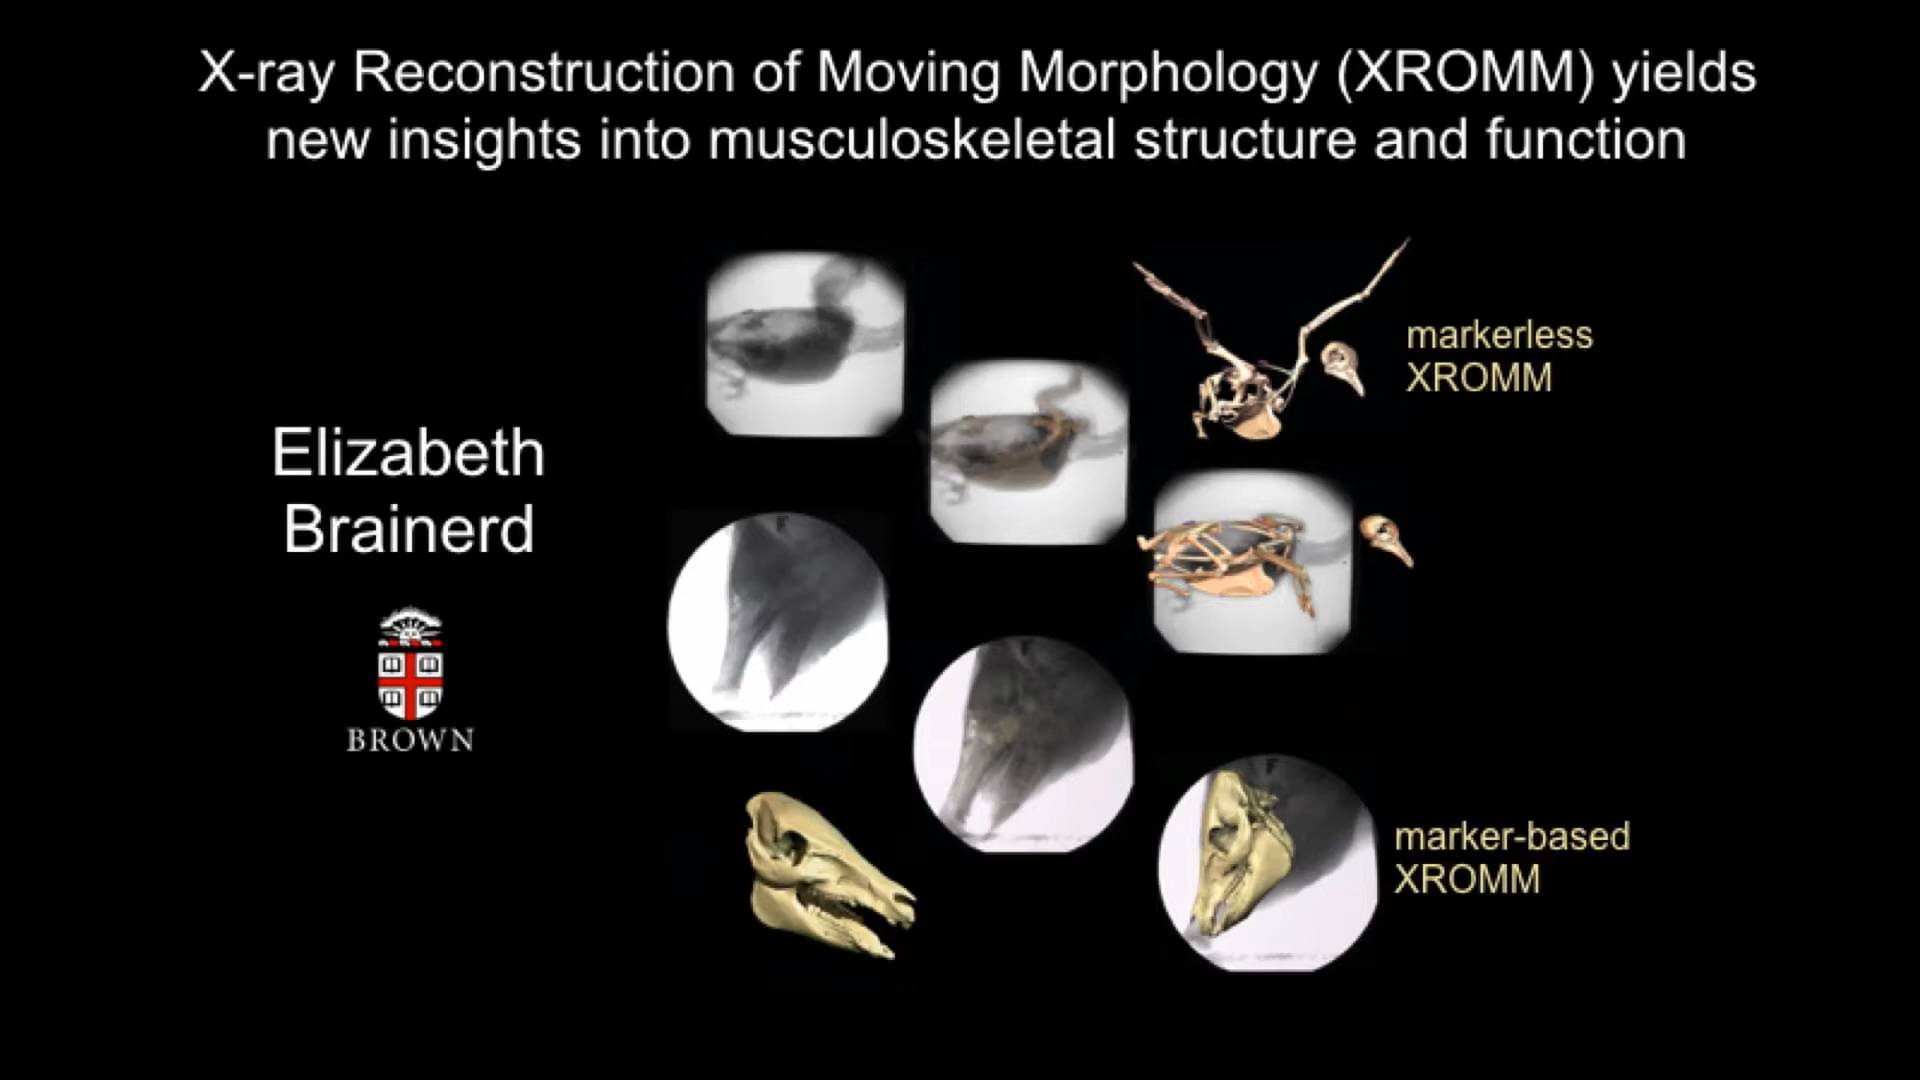 X-ray Reconstruction of Moving Morphology (XROMM) yields
new insights into musculoskeletal structure and function
markerless
XROMM
Elizabeth
Brainerd
BROWN
F
F
F
marker-based
XROMM